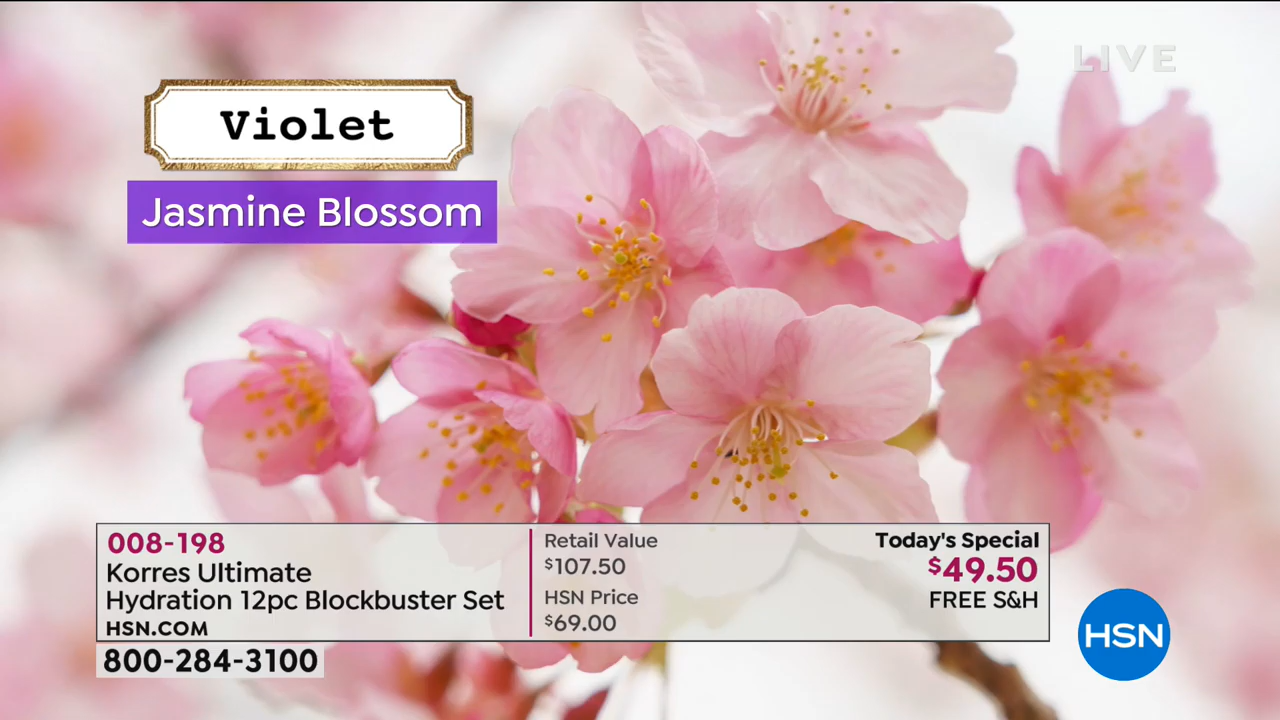 LIVE
Violet
Jasmine Blossom
008-198
Korres Ultimate
Hydration 12pc Blockbuster Set
HSN.COM
800-284-3100
Retail Value
$107.50
HSN Price
$69.00
Today's Special
$49.50
FREE S&H
HSN